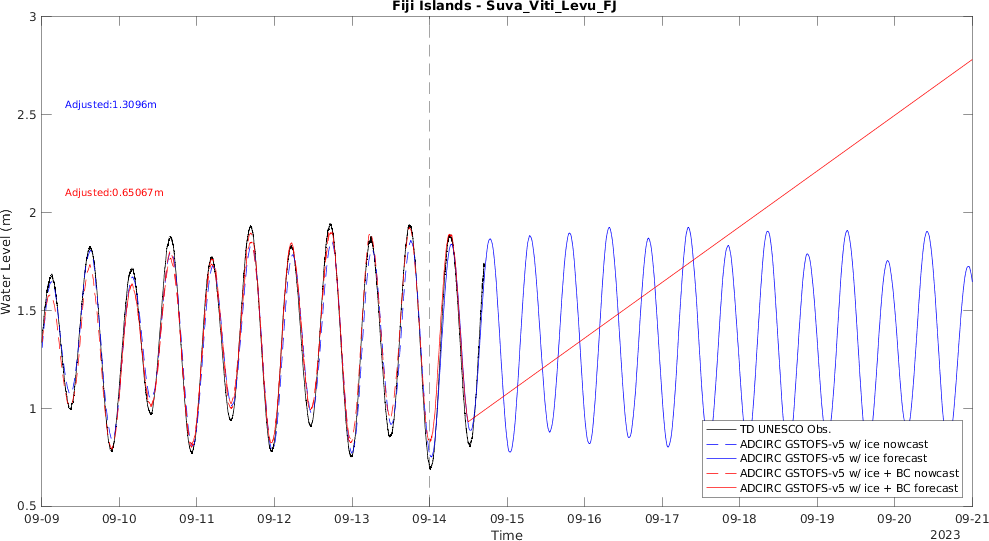 Fiji Islands - Suva_Viti_Levu_FJ
3
2.5
2
1.5
1
0.5
Water Level (m)
Adjusted:1.3096m
Adjusted:0.65067m
TD UNESCO Obs.
ADCIRC GSTOFS-v5 w/ ice nowcast
ADCIRC GSTOFS-v5 w/ ice forecast
ADCIRC GSTOFS-v5 w/ ice + BC nowcast
ADCIRC GSTOFS-v5 w/ ice + BC forecast
09-09 09-10 09-11 09-12 09-13 09-14 09-15 09-16 09-17 09-18 09-19 09-20 09-21
Time
2023